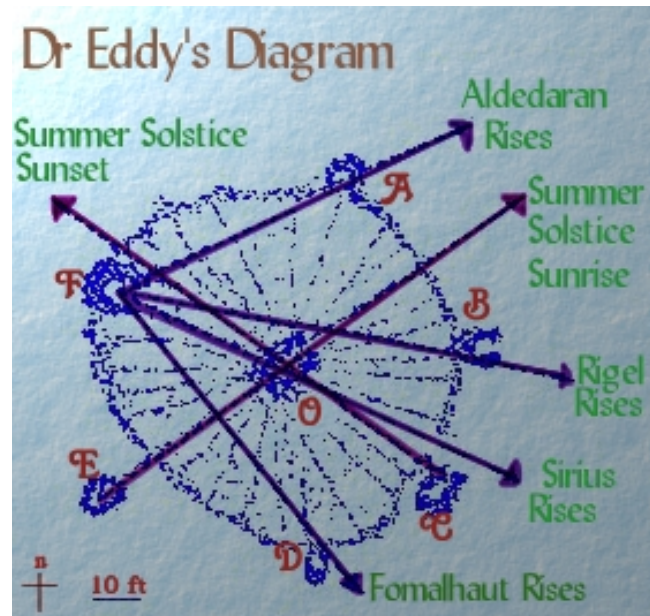 Dr Eddy's Diagram
Aldedaran
Rises
Summer Solstice
Sunset
Summer
Solstice
Sunrise
A
F
B
Rigel
Rises
O
E
Sirius
Rises
C
D
n
10 ft
Fomalhaut Rises